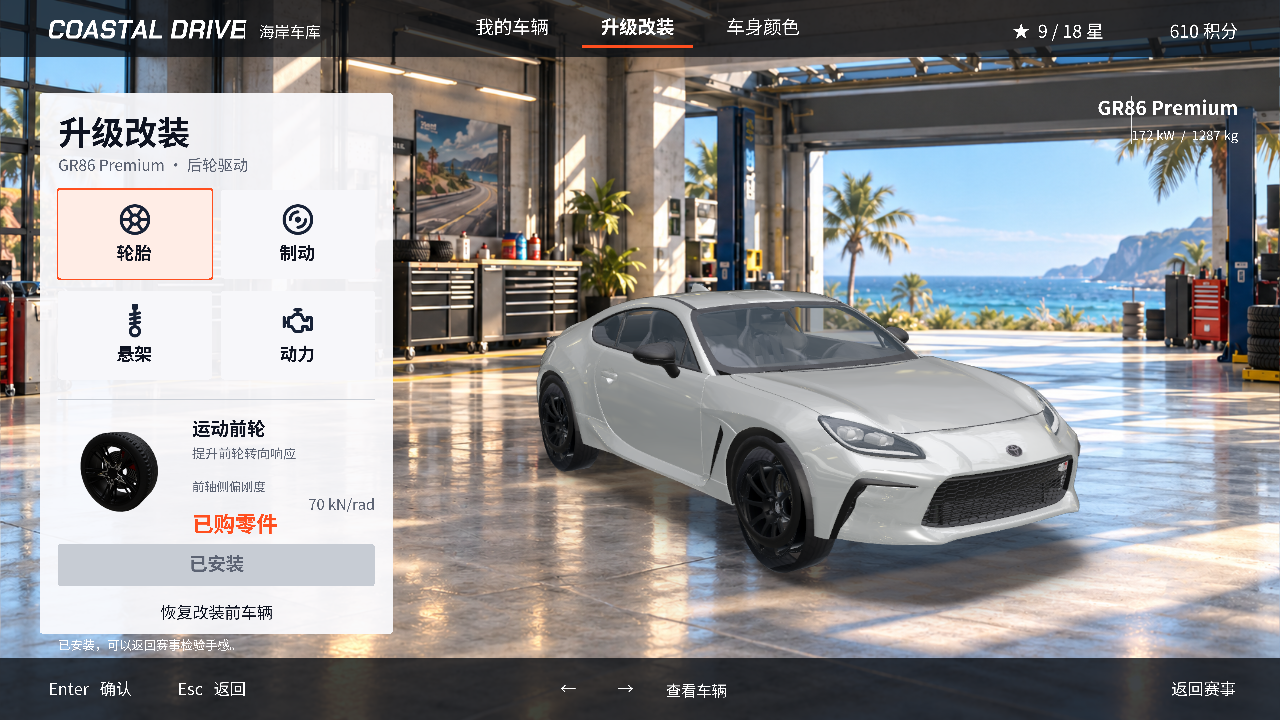 COASTAL DRIVE 海岸车库
我的车辆 升级改装 车身颜色
★ 9 / 18 星 610 积分
GR86 Premium
172 kW / 1287 kg
升级改装
GR86 Premium · 后轮驱动
轮胎 制动
悬架 动力
运动前轮
提升前轮转向响应
前轴侧偏刚度
70 kN/rad
已购零件
已安装
恢复改装前车辆
已安装，可以返回赛事检验手感。
Enter 确认 Esc 返回 ← → 查看车辆 返回赛事